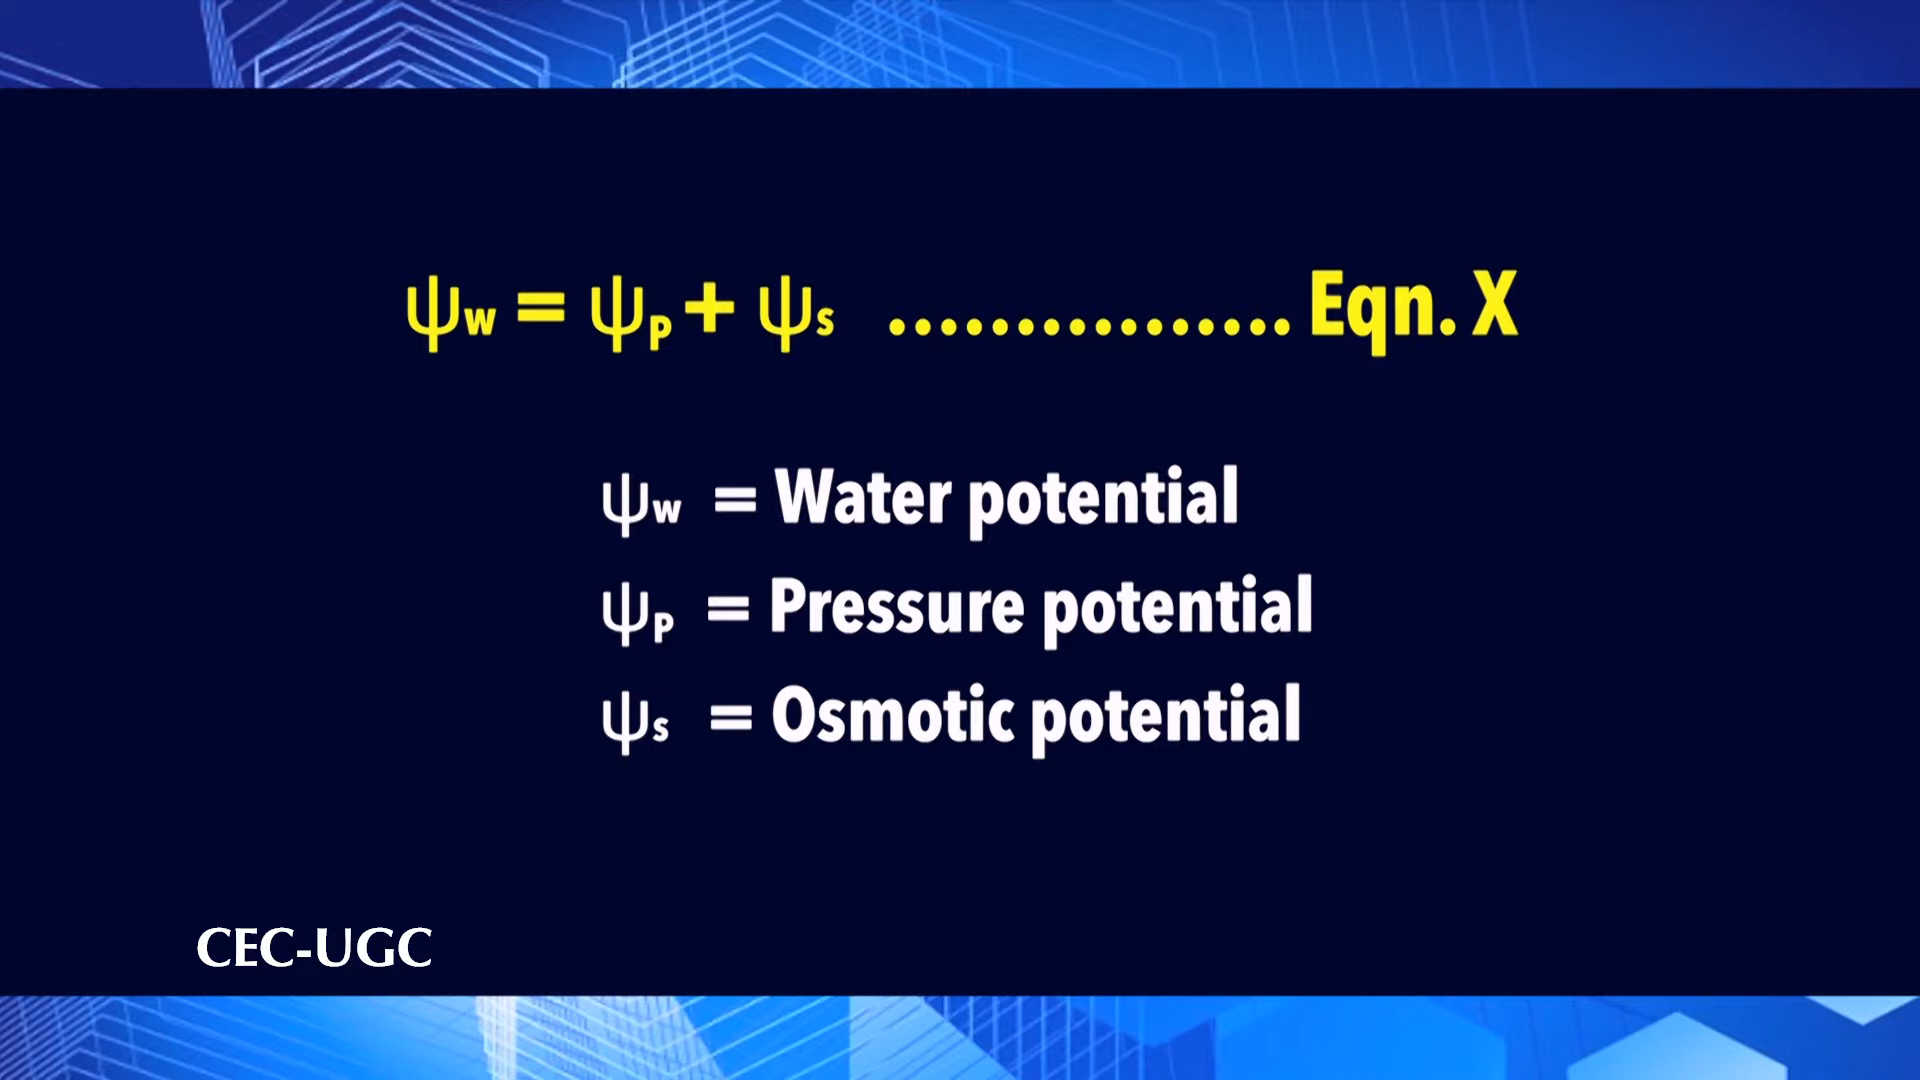 ψw = ψp + ψs ................ Eqn. X
ψw = Water potential
ψp = Pressure potential
ψs = Osmotic potential
CEC-UGC